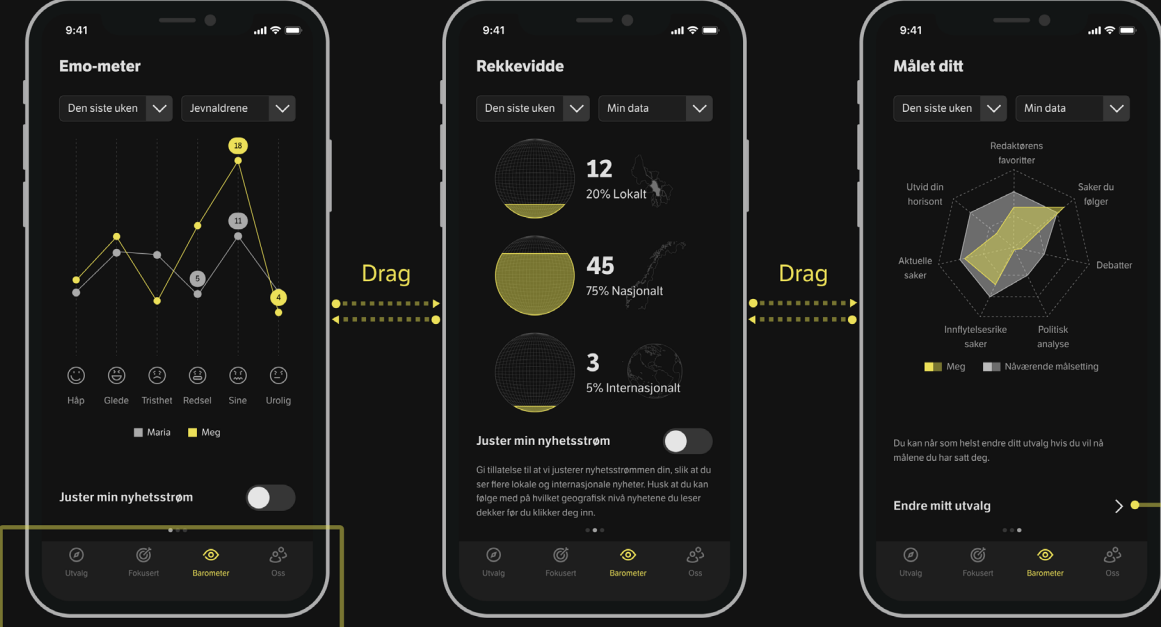 9:41
Emo-meter
Den siste uken
Jevnaldrene
18
11
5
4
Håp
Glede
Tristhet
Redsel
Sine
Urolig
Maria
Meg
Juster min nyhetsstrøm
Utvalg
Fokusert
Barometer
Oss
Drag
9:41
Rekkevidde
Den siste uken
Min data
12
20% Lokalt
45
75% Nasjonalt
3
5% Internasjonalt
Juster min nyhetsstrøm
Gi tillatelse til at vi justerer nyhetsstrømmen din, slik at du
ser flere lokale og internasjonale nyheter. Husk at du kan
følge med på hvilket geografisk nivå nyhetene du leser
dekker før du klikker deg inn.
Utvalg
Fokusert
Barometer
Oss
Drag
9:41
Målet ditt
Den siste uken
Min data
Redaktørens
favoritter
Utvid din
horisont
Saker du
følger
Aktuelle
saker
Debatter
Innflytelsesrike
saker
Politisk
analyse
Meg
Nåværende målsetting
Du kan når som helst endre ditt utvalg hvis du vil nå
målene du har satt deg.
Endre mitt utvalg
Utvalg
Fokusert
Barometer
Oss